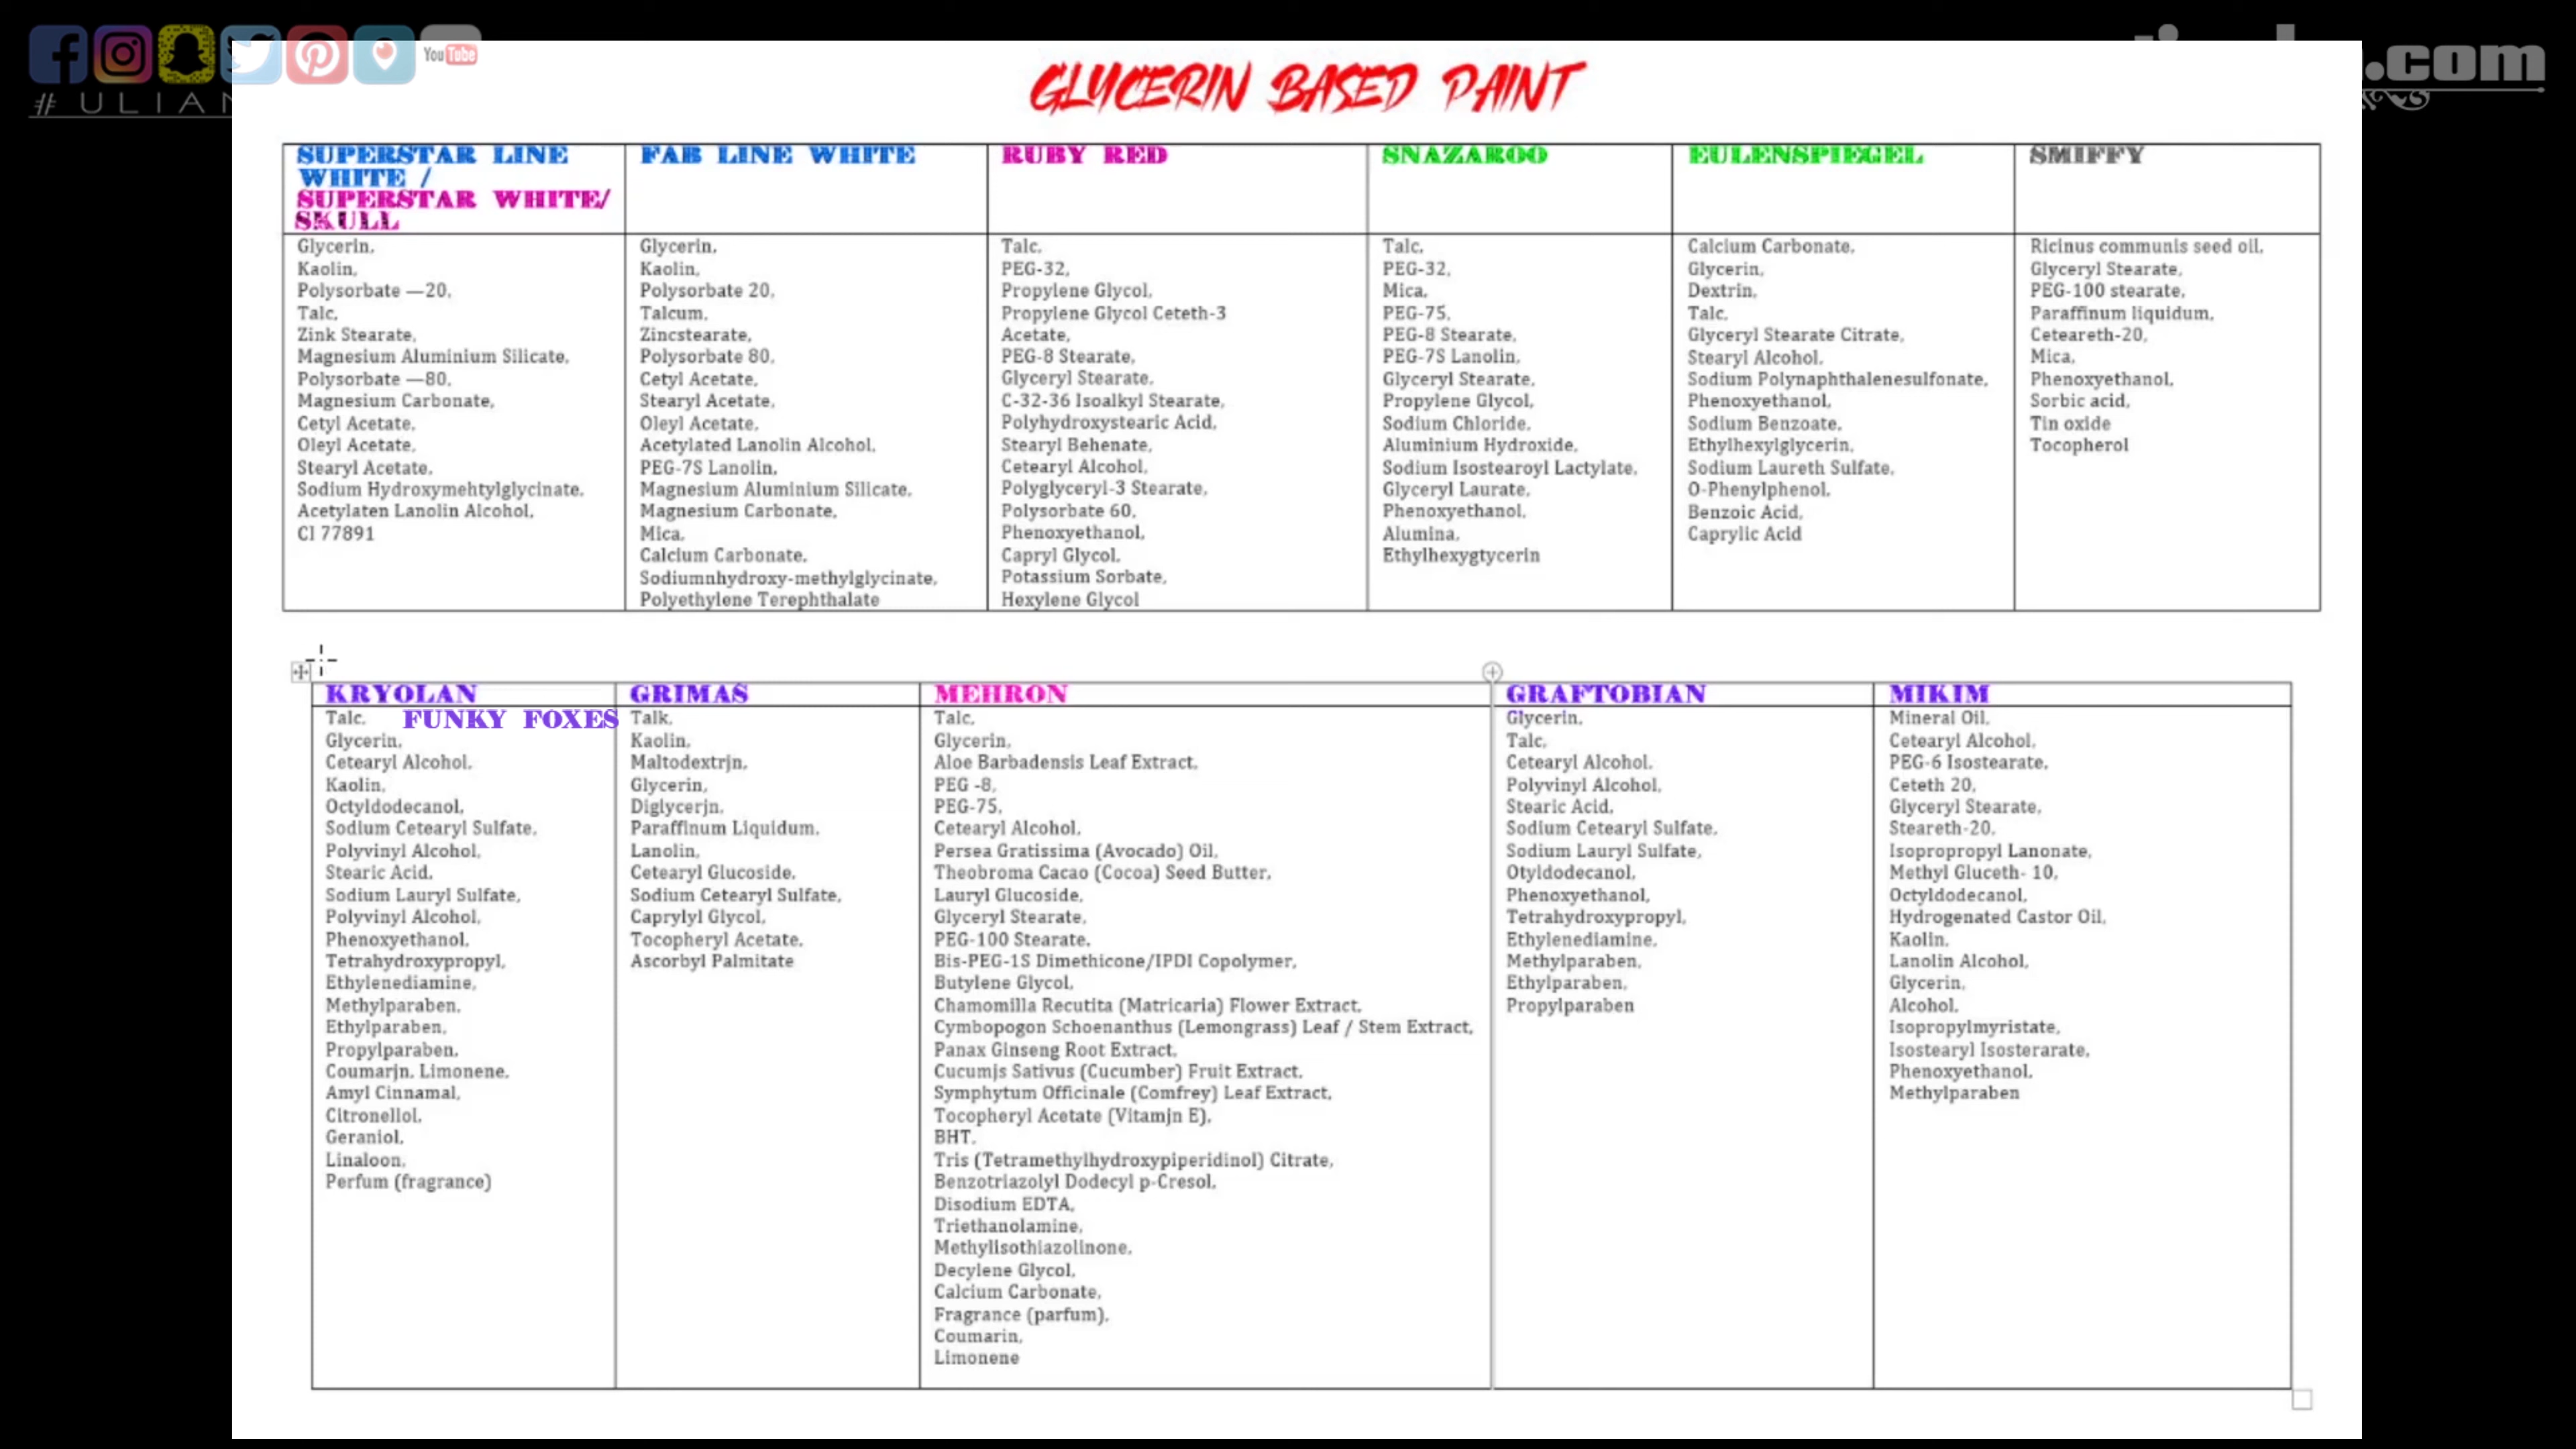 You Tube
# ULIAN
.com
GLYCERIN BASED PAINT
SUPERSTAR LINE
WHITE /
SUPERSTAR WHITE/
SKULL
Glycerin,
Kaolin,
Polysorbate —20,
Talc,
Zink Stearate,
Magnesium Aluminium Silicate,
Polysorbate —80,
Magnesium Carbonate,
Cetyl Acetate,
Oleyl Acetate,
Stearyl Acetate,
Sodium Hydroxymehtylglycinate,
Acetylaten Lanolin Alcohol,
CI 77891
FAB LINE WHITE
Glycerin,
Kaolin,
Polysorbate 20,
Talcum,
Zincstearate,
Polysorbate 80,
Cetyl Acetate,
Stearyl Acetate,
Oleyl Acetate,
Acetylated Lanolin Alcohol,
PEG-7S Lanolin,
Magnesium Aluminium Silicate,
Magnesium Carbonate,
Mica,
Calcium Carbonate,
Sodiumnhydroxy-methylglycinate,
Polyethylene Terephthalate
RUBY RED
Talc,
PEG-32,
Propylene Glycol,
Propylene Glycol Ceteth-3
Acetate,
PEG-8 Stearate,
Glyceryl Stearate,
C-32-36 Isoalkyl Stearate,
Polyhydroxystearic Acid,
Stearyl Behenate,
Cetearyl Alcohol,
Polyglyceryl-3 Stearate,
Polysorbate 60,
Phenoxyethanol,
Capryl Glycol,
Potassium Sorbate,
Hexylene Glycol
SNAZAROO
Talc,
PEG-32,
Mica,
PEG-75,
PEG-8 Stearate,
PEG-7S Lanolin,
Glyceryl Stearate,
Propylene Glycol,
Sodium Chloride,
Aluminium Hydroxide,
Sodium Isostearoyl Lactylate,
Glyceryl Laurate,
Phenoxyethanol,
Alumina,
Ethylhexygtycerin
EULENSPIEGEL
Calcium Carbonate,
Glycerin,
Dextrin,
Talc,
Glyceryl Stearate Citrate,
Stearyl Alcohol,
Sodium Polynaphthalenesulfonate,
Phenoxyethanol,
Sodium Benzoate,
Ethylhexylglycerin,
Sodium Laureth Sulfate,
O-Phenylphenol,
Benzoic Acid,
Caprylic Acid
SMIFFY
Ricinus communis seed oil,
Glyceryl Stearate,
PEG-100 stearate,
Paraffinum liquidum,
Ceteareth-20,
Mica,
Phenoxyethanol,
Sorbic acid,
Tin oxide
Tocopherol
KRYOLAN
FUNKY FOXES
Talc,
Glycerin,
Cetearyl Alcohol,
Kaolin,
Octyldodecanol,
Sodium Cetearyl Sulfate,
Polyvinyl Alcohol,
Stearic Acid,
Sodium Lauryl Sulfate,
Polyvinyl Alcohol,
Phenoxyethanol,
Tetrahydroxypropyl,
Ethylenediamine,
Methylparaben,
Ethylparaben,
Propylparaben,
Coumarjn, Limonene,
Amyl Cinnamal,
Citronellol,
Geraniol,
Linaloon,
Perfum (fragrance)
GRIMAS
Talk,
Kaolin,
Maltodextrjn,
Glycerin,
Diglycerjn,
Paraffinum Liquidum,
Lanolin,
Cetearyl Glucoside,
Sodium Cetearyl Sulfate,
Caprylyl Glycol,
Tocopheryl Acetate,
Ascorbyl Palmitate
MEHRON
Talc,
Glycerin,
Aloe Barbadensis Leaf Extract,
PEG -8,
PEG-75,
Cetearyl Alcohol,
Persea Gratissima (Avocado) Oil,
Theobroma Cacao (Cocoa) Seed Butter,
Lauryl Glucoside,
Glyceryl Stearate,
PEG-100 Stearate,
Bis-PEG-1S Dimethicone/IPDI Copolymer,
Butylene Glycol,
Chamomilla Recutita (Matricaria) Flower Extract,
Cymbopogon Schoenanthus (Lemongrass) Leaf / Stem Extract,
Panax Ginseng Root Extract,
Cucumjs Sativus (Cucumber) Fruit Extract,
Symphytum Officinale (Comfrey) Leaf Extract,
Tocopheryl Acetate (Vitamjn E),
BHT,
Tris (Tetramethylhydroxypiperidinol) Citrate,
Benzotriazolyl Dodecyl p-Cresol,
Disodium EDTA,
Triethanolamine,
Methylisothiazolinone,
Decylene Glycol,
Calcium Carbonate,
Fragrance (parfum),
Coumarin,
Limonene
GRAFTOBIAN
Glycerin,
Talc,
Cetearyl Alcohol,
Polyvinyl Alcohol,
Stearic Acid,
Sodium Cetearyl Sulfate,
Sodium Lauryl Sulfate,
Otyldodecanol,
Phenoxyethanol,
Tetrahydroxypropyl,
Ethylenediamine,
Methylparaben,
Ethylparaben,
Propylparaben
MIKIM
Mineral Oil,
Cetearyl Alcohol,
PEG-6 Isostearate,
Ceteth 20,
Glyceryl Stearate,
Steareth-20,
Isopropropyl Lanonate,
Methyl Gluceth- 10,
Octyldodecanol,
Hydrogenated Castor Oil,
Kaolin,
Lanolin Alcohol,
Glycerin,
Alcohol,
Isopropylmyristate,
Isostearyl Isosterarate,
Phenoxyethanol,
Methylparaben